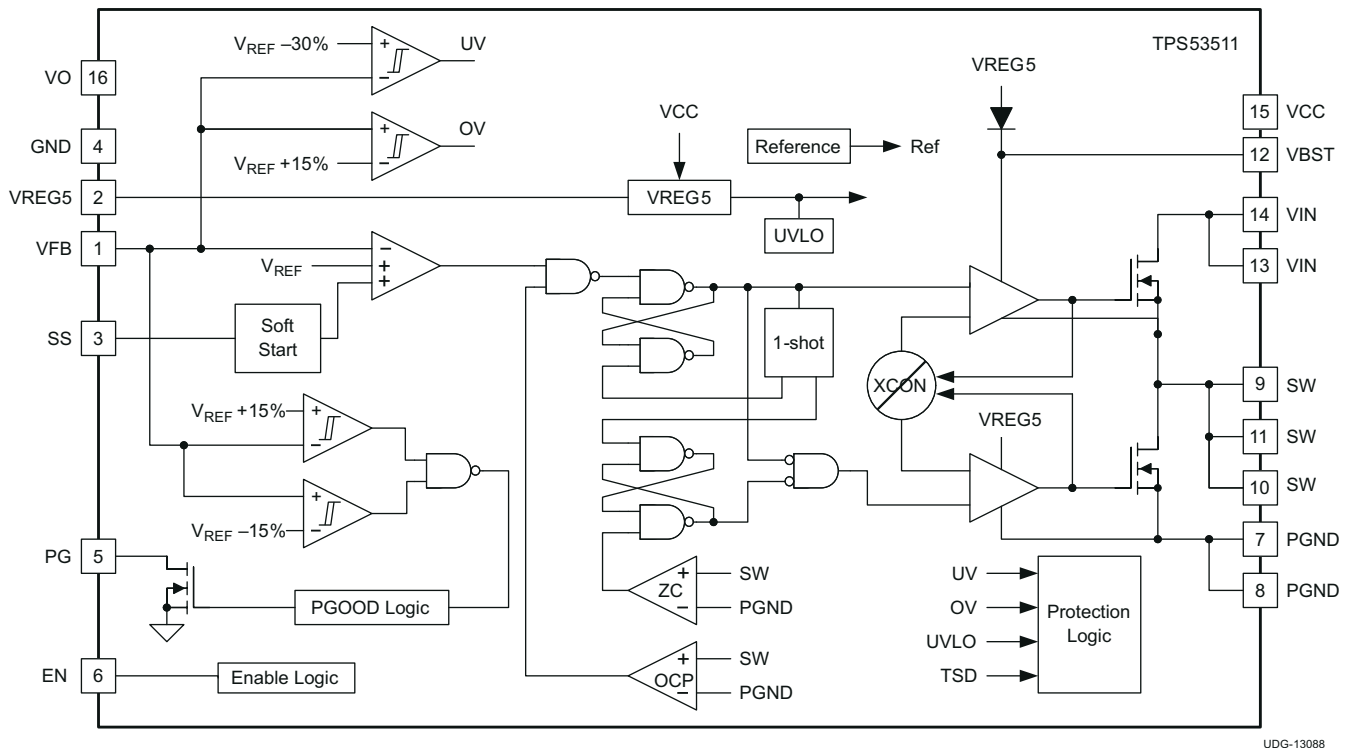 TPS53511
VREF –30%
+
–
UV
VO 16
VREG5
GND 4
+
–
OV
VREF +15%
VCC
15 VCC
Reference
Ref
12 VBST
VREG5 2
VREG5
UVLO
14 VIN
VFB 1
–
VREF
+
+
13 VIN
SS 3
Soft
Start
1-shot
XCON
9 SW
VREF +15%
+
–
VREG5
11 SW
10 SW
+
VREF –15%
–
PG 5
7 PGND
+
SW
ZC
–
PGND
UV
OV
UVLO
TSD
Protection
Logic
8 PGND
PGOOD Logic
EN 6
Enable Logic
+
SW
OCP
–
PGND
UDG-13088